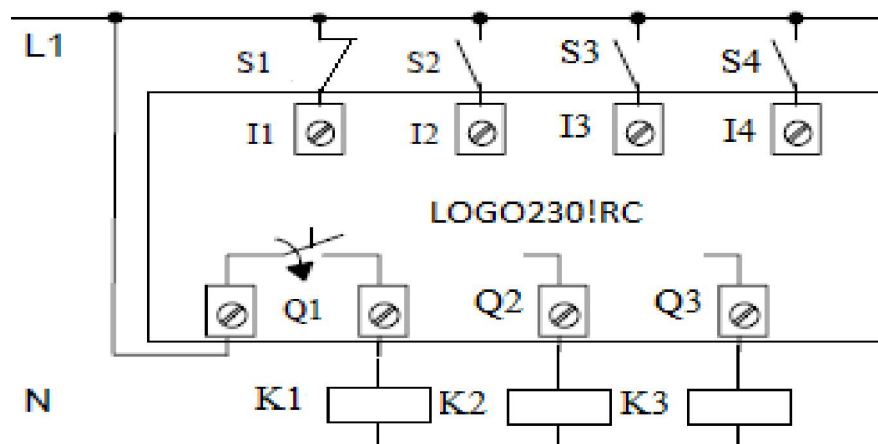 L1
S1 S2 S3 S4
I1 I2 I3 I4
LOGO230!RC
Q1 Q2 Q3
N K1 K2 K3